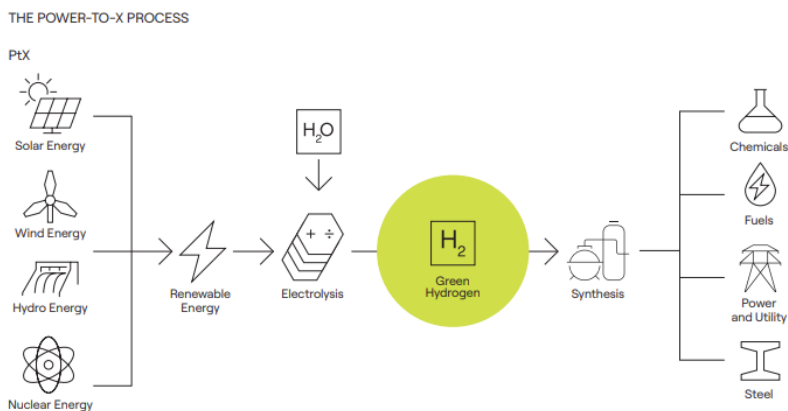 THE POWER-TO-X PROCESS
PtX
Solar Energy
Wind Energy
Hydro Energy
Nuclear Energy
Renewable
Energy
H₂O
+ ÷
Electrolysis
H₂
Green
Hydrogen
Synthesis
Chemicals
Fuels
Power
and Utility
Steel